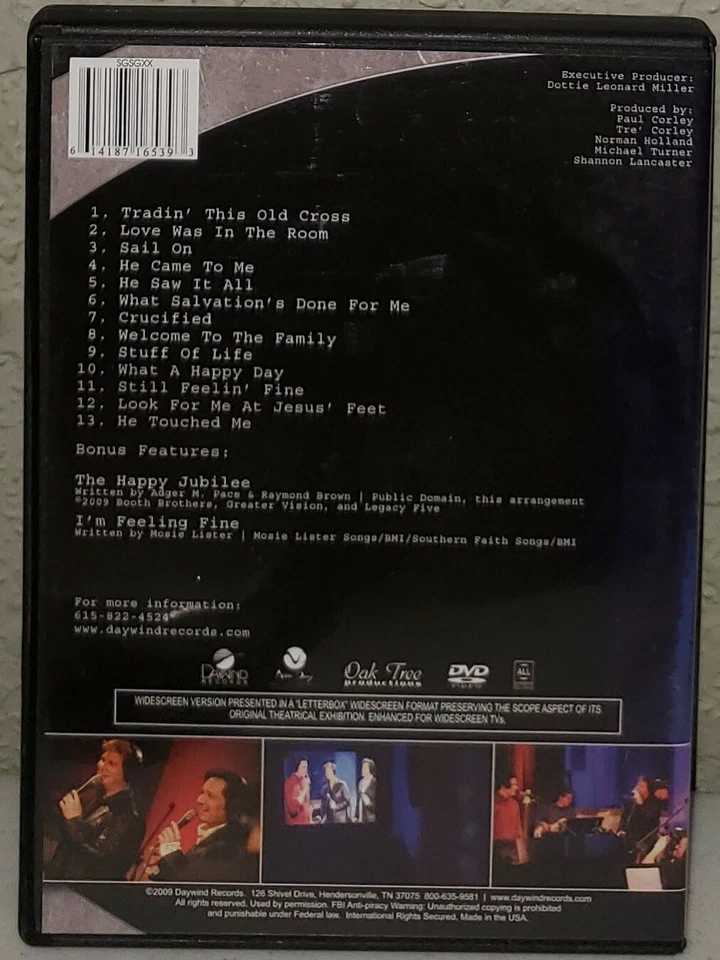 SGSGXX
6 14187 16539 3
Executive Producer:
Dottie Leonard Miller
Produced by:
Paul Corley
Tre' Corley
Norman Holland
Michael Turner
Shannon Lancaster
1. Tradin' This Old Cross
2. Love Was In The Room
3. Sail On
4. He Came To Me
5. He Saw It All
6. What Salvation's Done For Me
7. Crucified
8. Welcome To The Family
9. Stuff Of Life
10. What A Happy Day
11. Still Feelin' Fine
12. Look For Me At Jesus' Feet
13. He Touched Me
Bonus Features:
The Happy Jubilee
Written by Adger M. Pace & Raymond Brown | Public Domain, this arrangement
©2009 Booth Brothers, Greater Vision, and Legacy Five
I'm Feeling Fine
Written by Mosie Lister | Mosie Lister Songs/BMI/Southern Faith Songs/BMI
For more information:
615-822-4524
www.daywindrecords.com
DAYWIND RECORDS New Day Oak Tree productions DVD VIDEO ALL
WIDESCREEN VERSION PRESENTED IN A "LETTERBOX" WIDESCREEN FORMAT PRESERVING THE SCOPE ASPECT OF ITS
ORIGINAL THEATRICAL EXHIBITION. ENHANCED FOR WIDESCREEN TVs.
©2009 Daywind Records. 126 Shivel Drive, Hendersonville, TN 37075 800-635-9581 | www.daywindrecords.com
All rights reserved. Used by permission. FBI Anti-piracy Warning: Unauthorized copying is prohibited
and punishable under Federal law. International Rights Secured. Made in the USA.